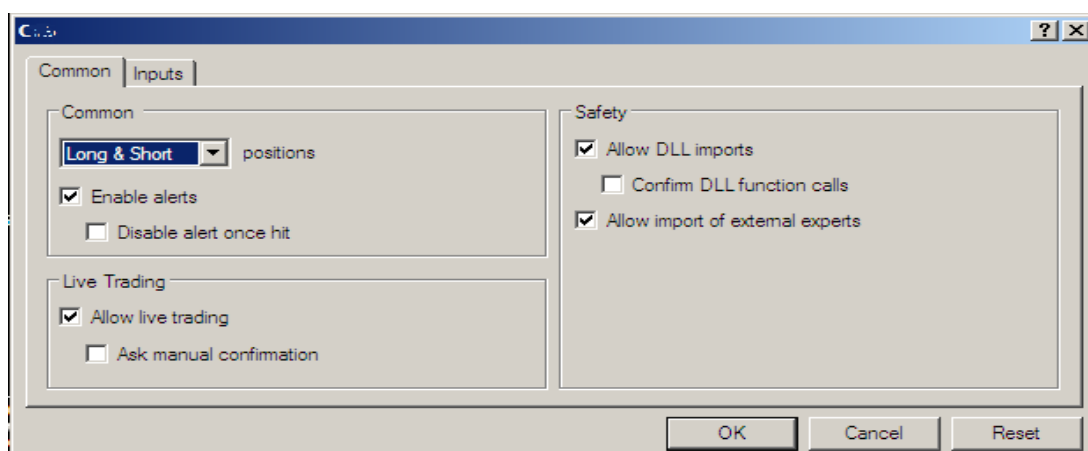 Common
Inputs
Common
Long & Short positions
Enable alerts
Disable alert once hit
Live Trading
Allow live trading
Ask manual confirmation
Safety
Allow DLL imports
Confirm DLL function calls
Allow import of external experts
OK
Cancel
Reset